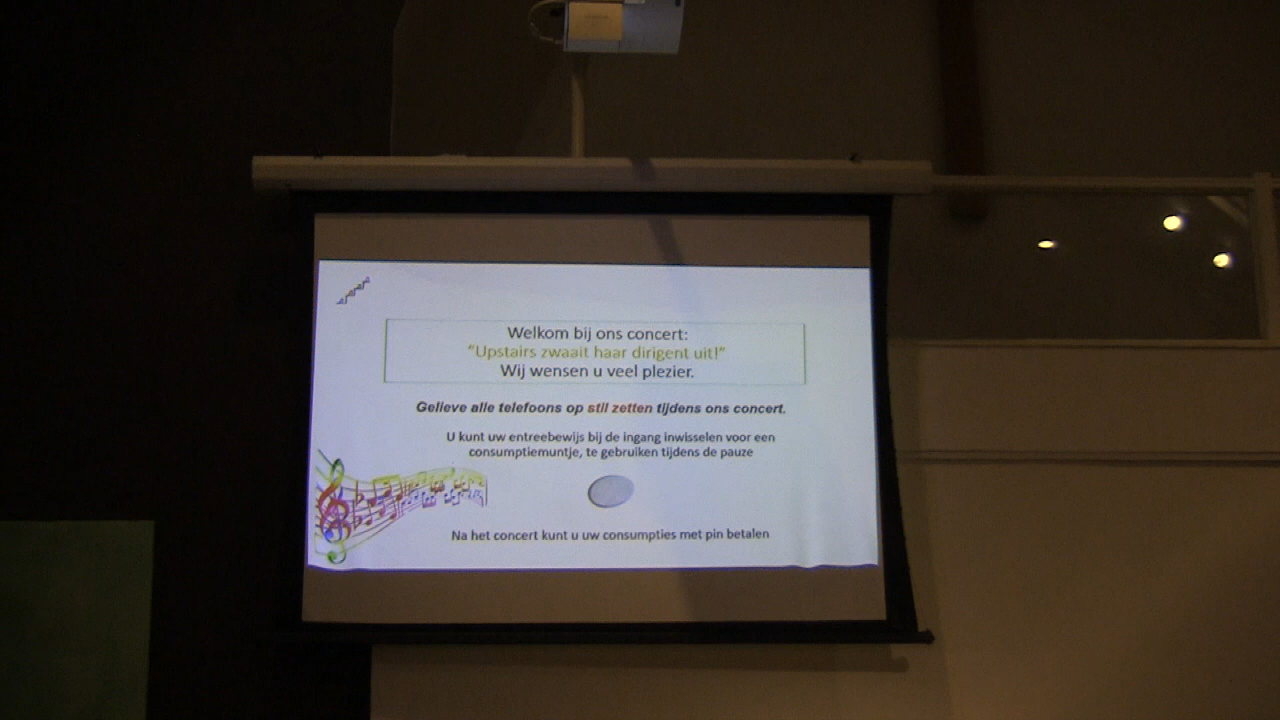 Welkom bij ons concert:
“Upstairs zwaait haar dirigent uit!”
Wij wensen u veel plezier.
Gelieve alle telefoons op stil zetten tijdens ons concert.
U kunt uw entreebewijs bij de ingang inwisselen voor een
consumptiemuntje, te gebruiken tijdens de pauze
Na het concert kunt u uw consumpties met pin betalen